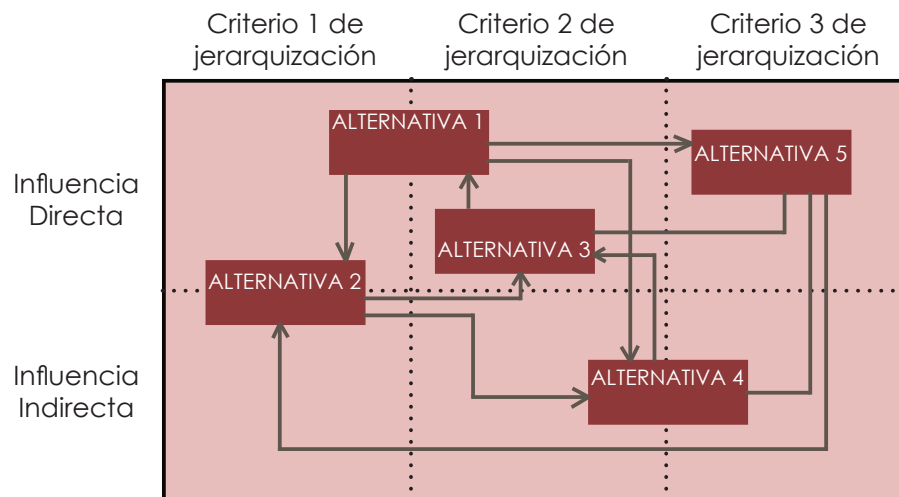 Criterio 1 de
jerarquización
Criterio 2 de
jerarquización
Criterio 3 de
jerarquización
Influencia
Directa
ALTERNATIVA 1
ALTERNATIVA 5
ALTERNATIVA 3
ALTERNATIVA 2
Influencia
Indirecta
ALTERNATIVA 4